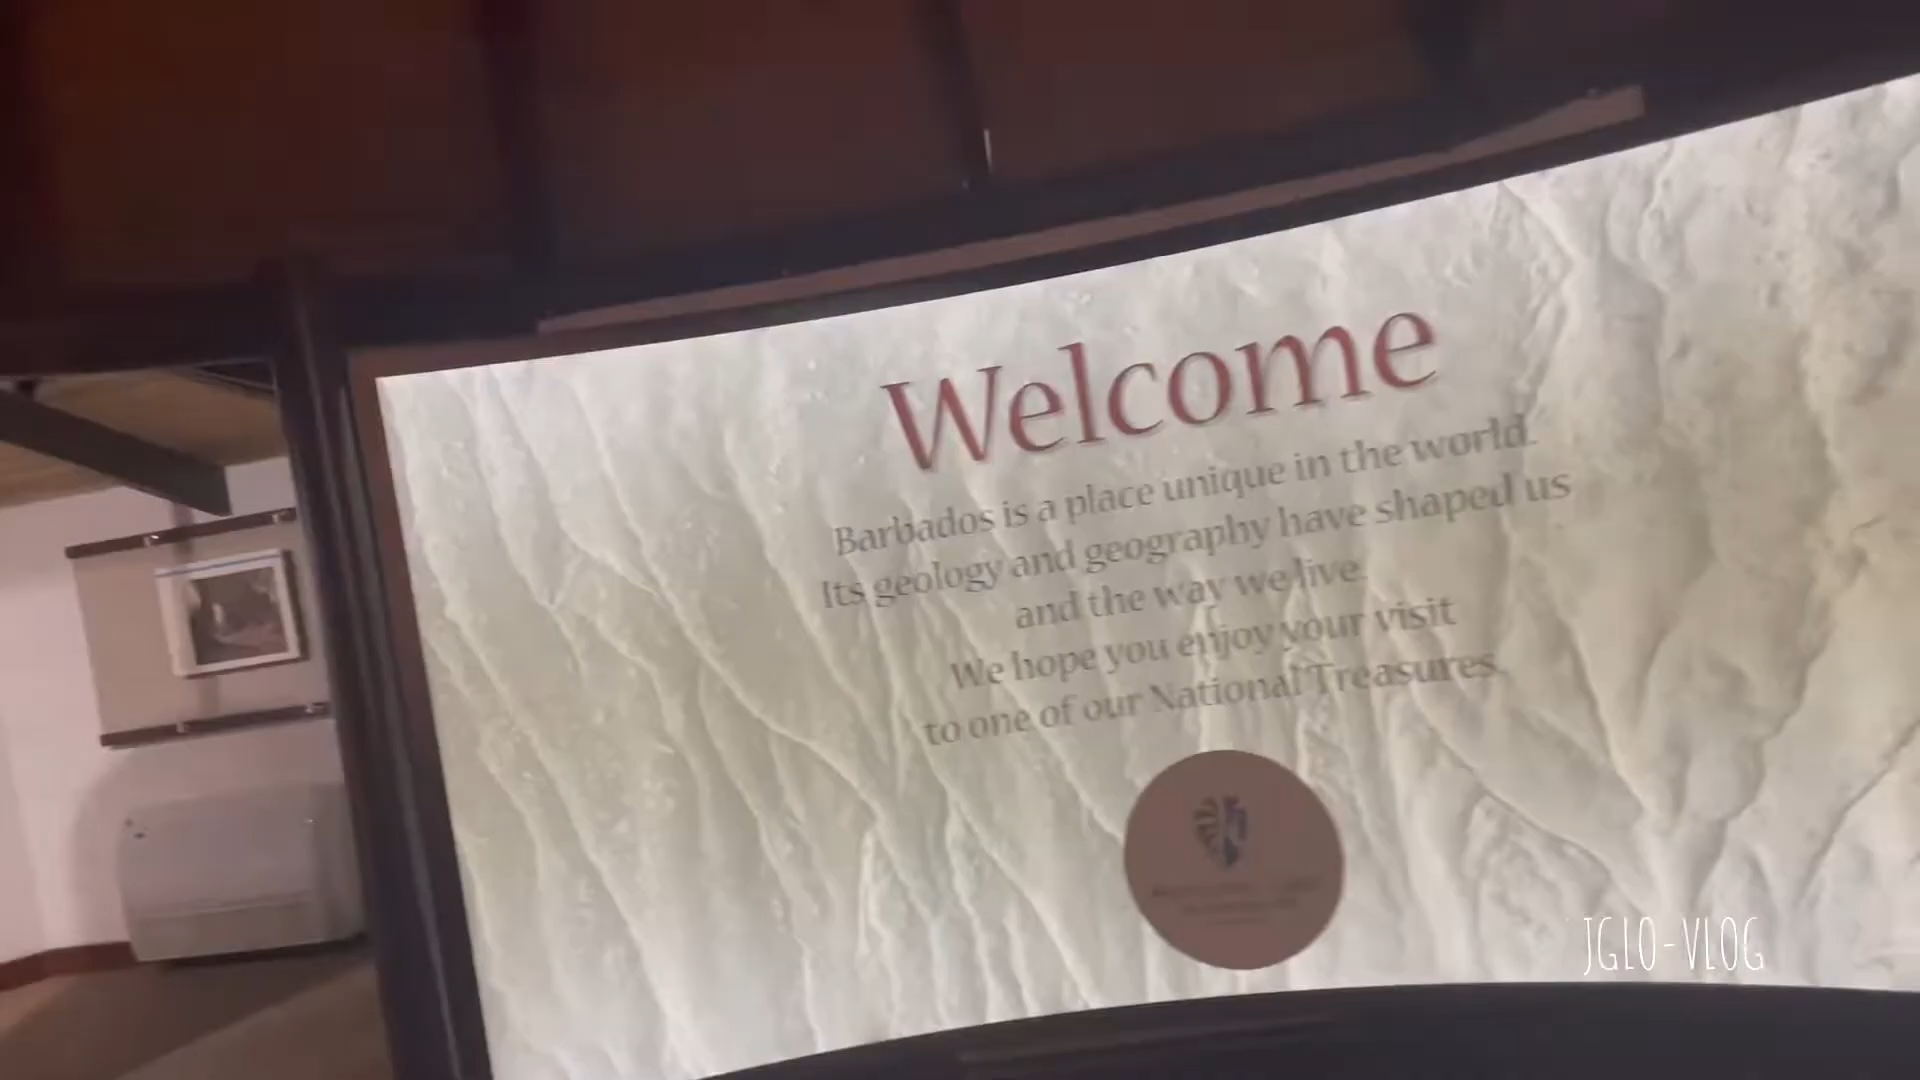 Welcome
Barbados is a place unique in the world.
Its geology and geography have shaped us
and the way we live.
We hope you enjoy your visit
to one of our National Treasures.
JGLO-VLOG